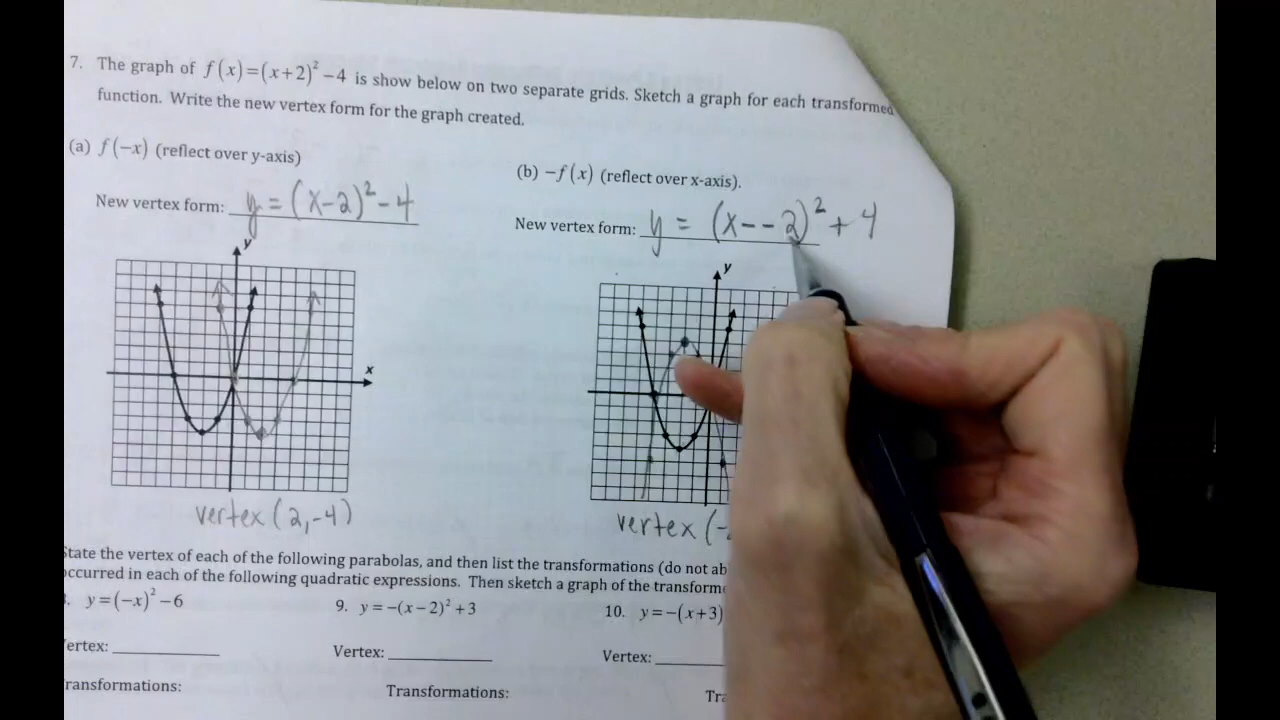 7. The graph of f(x)=(x+2)² −4 is show below on two separate grids. Sketch a graph for each transformed
function. Write the new vertex form for the graph created.
(a) f(−x) (reflect over y-axis)
New vertex form: y = (x-2)² - 4
y
x
vertex (2,-4)
(b) −f(x) (reflect over x-axis).
New vertex form: y = (x--2)² + 4
y
vertex (-
State the vertex of each of the following parabolas, and then list the transformations (do not ab
occurred in each of the following quadratic expressions. Then sketch a graph of the transform
. y=(−x)² −6
9. y=−(x−2)² +3
10. y=−(x+3)
ertex:
Vertex:
Vertex:
ransformations:
Transformations:
Tra